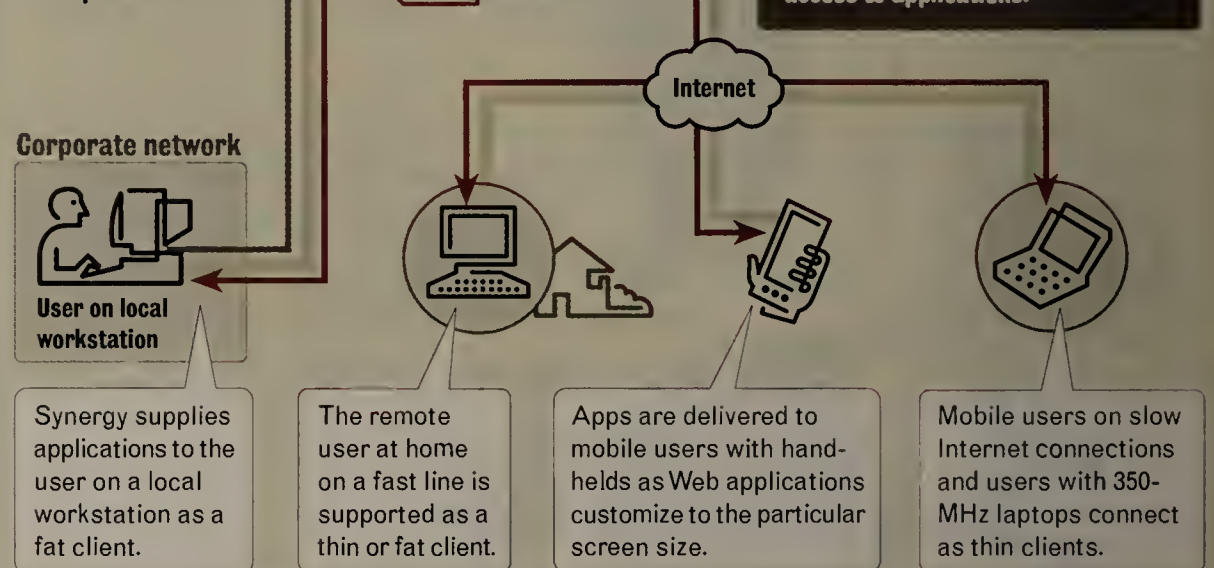 access to applications.
Internet
Corporate network
User on local
workstation
Synergy supplies
applications to the
user on a local
workstation as a
fat client.
The remote
user at home
on a fast line is
supported as a
thin or fat client.
Apps are delivered to
mobile users with hand-
helds as Web applications
customize to the particular
screen size.
Mobile users on slow
Internet connections
and users with 350-
MHz laptops connect
as thin clients.